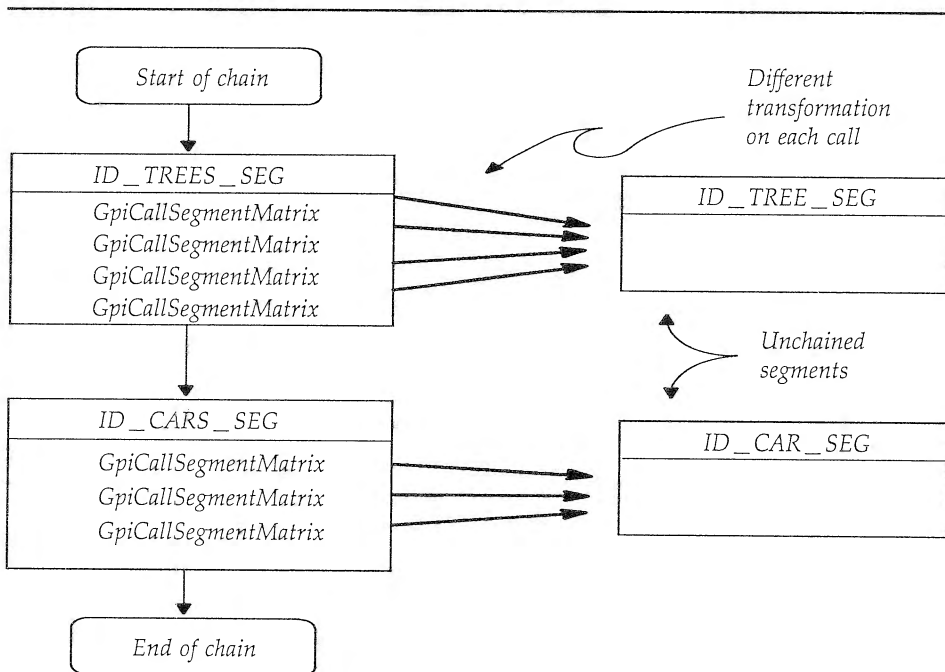 Start of chain
Different
transformation
on each call
ID_TREES_SEG
GpiCallSegmentMatrix
GpiCallSegmentMatrix
GpiCallSegmentMatrix
GpiCallSegmentMatrix
ID_TREE_SEG
Unchained
segments
ID_CARS_SEG
GpiCallSegmentMatrix
GpiCallSegmentMatrix
GpiCallSegmentMatrix
ID_CAR_SEG
End of chain